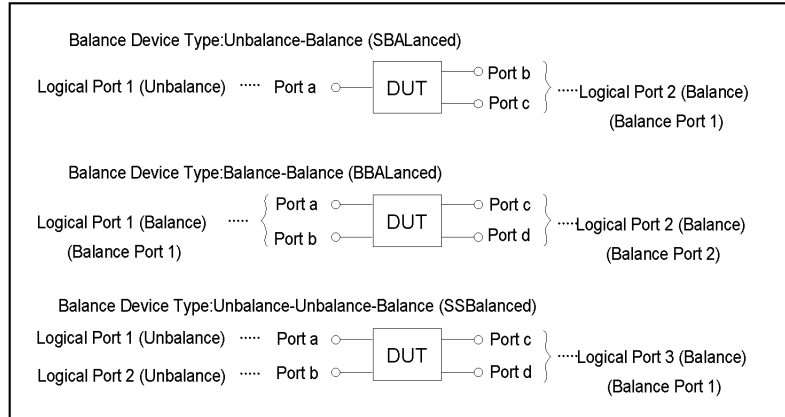 Balance Device Type:Unbalance-Balance (SBALanced)
Logical Port 1 (Unbalance) ····· Port a
DUT
Port b
Port c
·····Logical Port 2 (Balance)
(Balance Port 1)
Balance Device Type:Balance-Balance (BBALanced)
Logical Port 1 (Balance) ·····
(Balance Port 1)
Port a
Port b
DUT
Port c
Port d
·····Logical Port 2 (Balance)
(Balance Port 2)
Balance Device Type:Unbalance-Unbalance-Balance (SSBalanced)
Logical Port 1 (Unbalance) ····· Port a
Logical Port 2 (Unbalance) ····· Port b
DUT
Port c
Port d
·····Logical Port 3 (Balance)
(Balance Port 1)